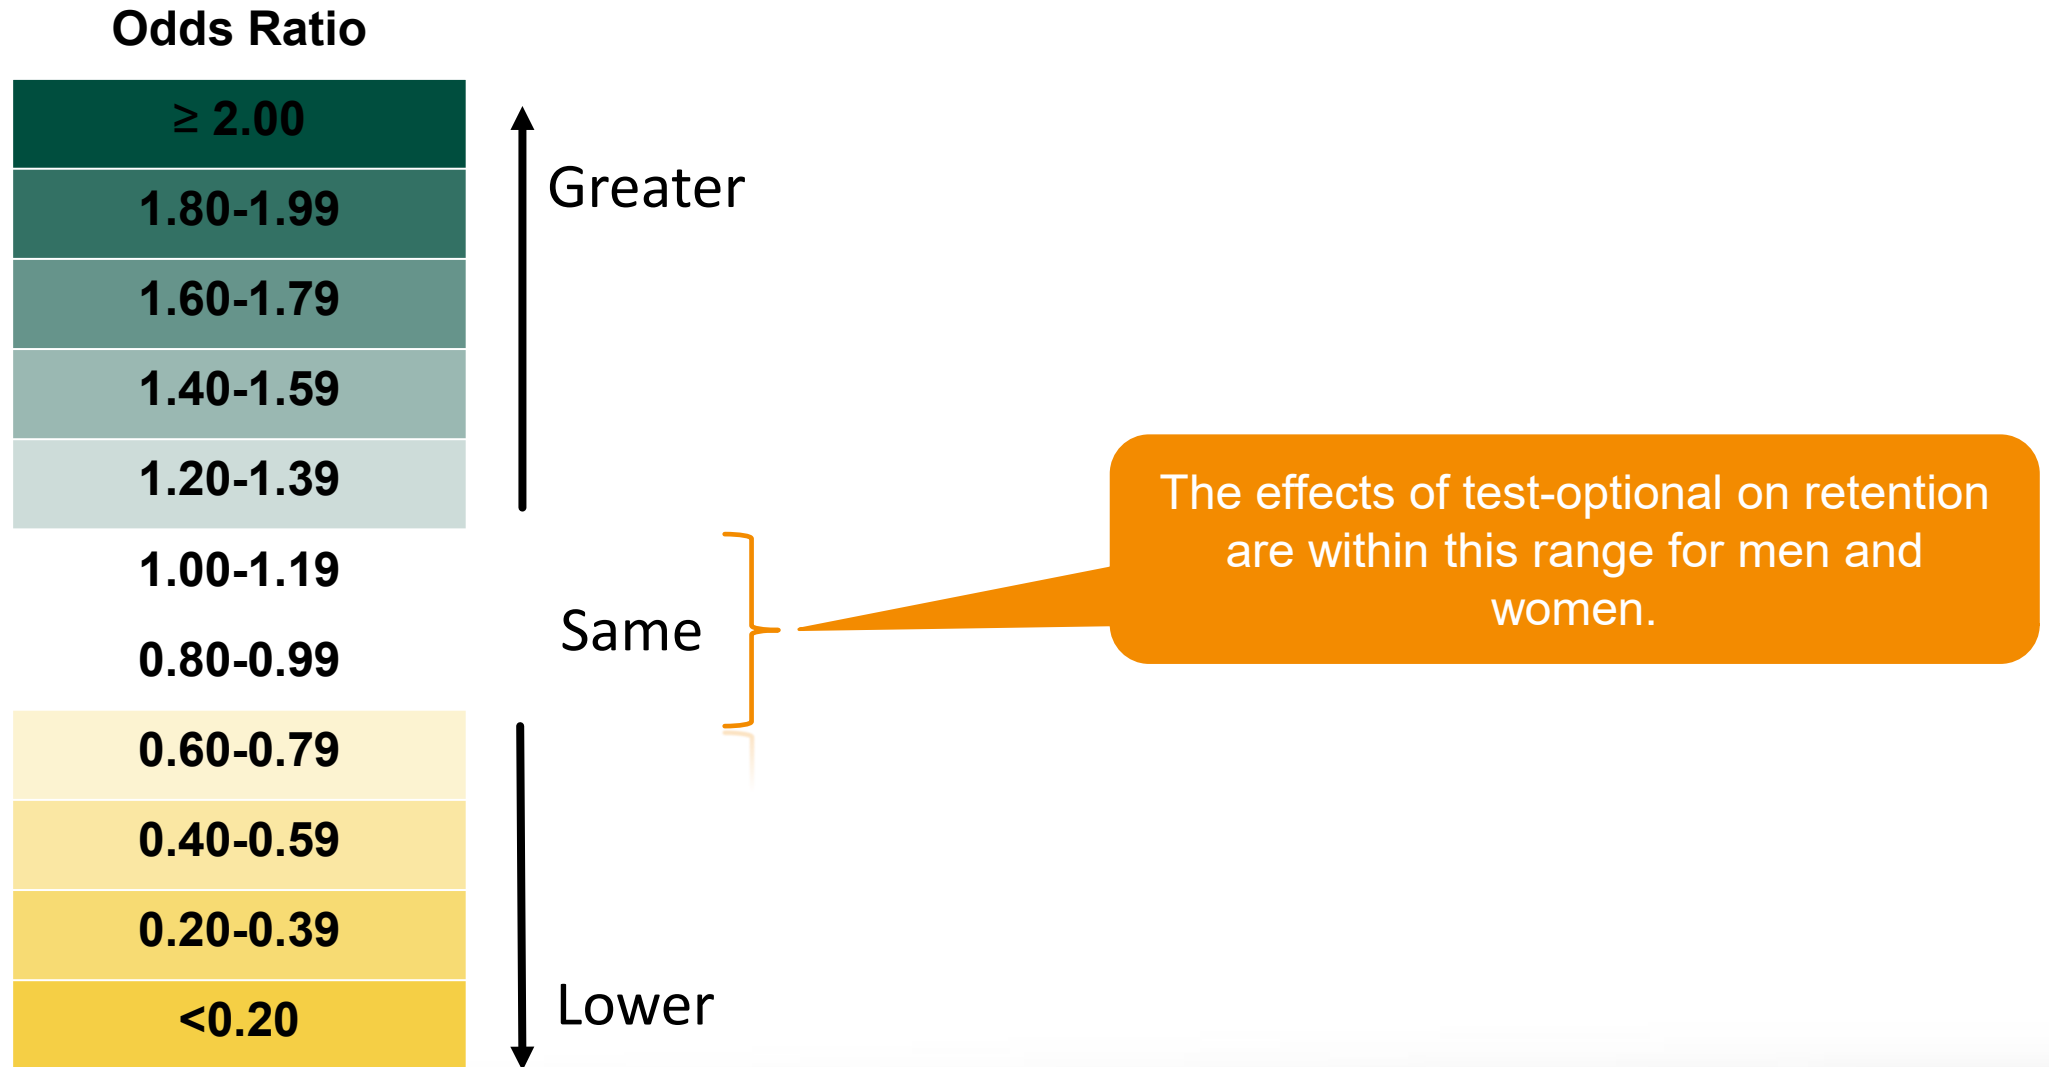 Odds Ratio
≥ 2.00
1.80-1.99
1.60-1.79
1.40-1.59
1.20-1.39
1.00-1.19
0.80-0.99
0.60-0.79
0.40-0.59
0.20-0.39
<0.20
Greater
Same
Lower
The effects of test-optional on retention
are within this range for men and
women.